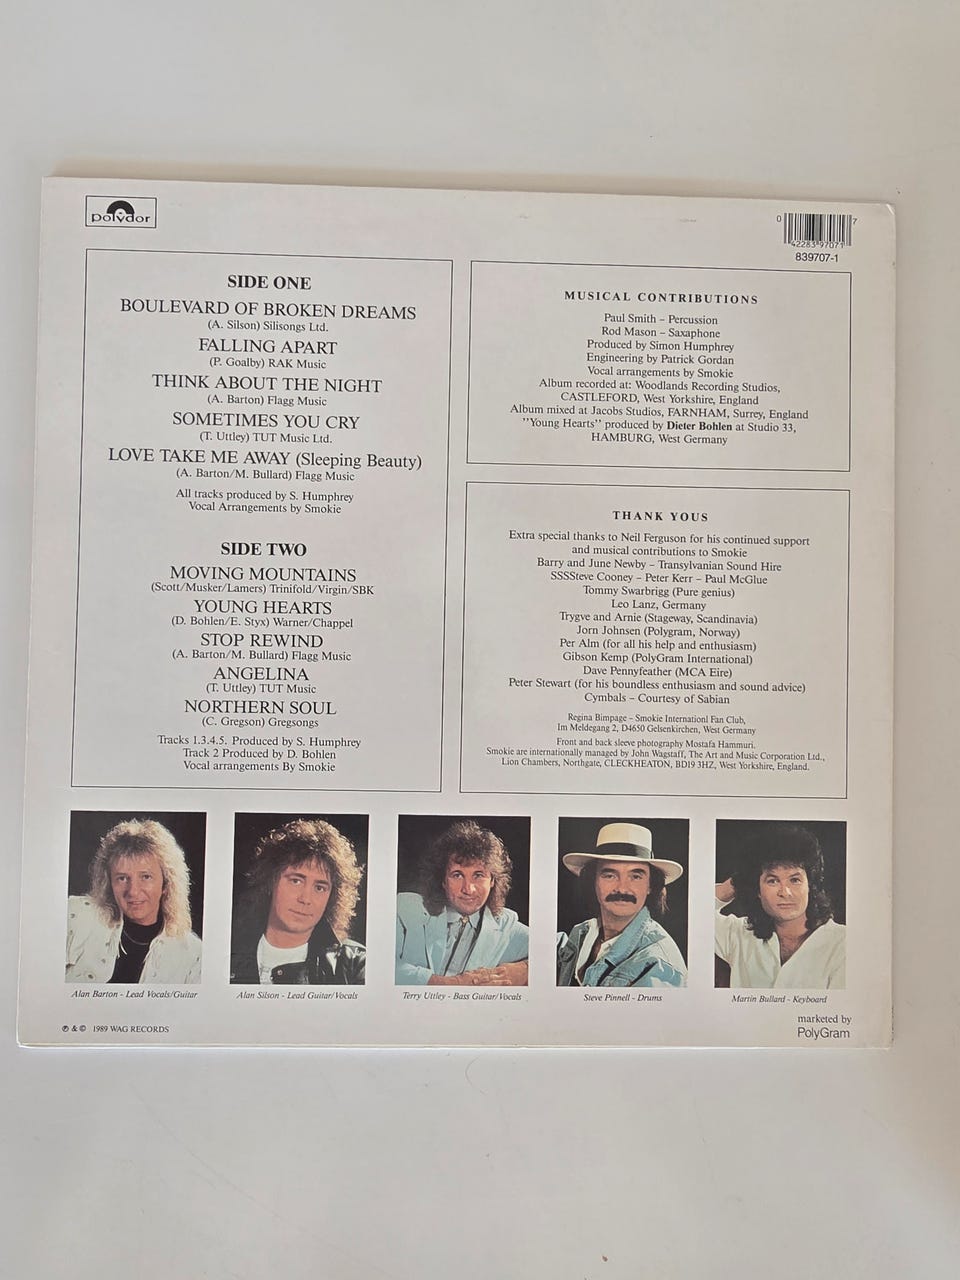 polydor
0 42283 97071 7
839707-1
SIDE ONE
BOULEVARD OF BROKEN DREAMS
(A. Silson) Silisongs Ltd.
FALLING APART
(P. Goalby) RAK Music
THINK ABOUT THE NIGHT
(A. Barton) Flagg Music
SOMETIMES YOU CRY
(T. Uttley) TUT Music Ltd.
LOVE TAKE ME AWAY (Sleeping Beauty)
(A. Barton/M. Bullard) Flagg Music
All tracks produced by S. Humphrey
Vocal Arrangements by Smokie
SIDE TWO
MOVING MOUNTAINS
(Scott/Musker/Lamers) Trinifold/Virgin/SBK
YOUNG HEARTS
(D. Bohlen/E. Styx) Warner/Chappel
STOP REWIND
(A. Barton/M. Bullard) Flagg Music
ANGELINA
(T. Uttley) TUT Music
NORTHERN SOUL
(C. Gregson) Gregsongs
Tracks 1.3.4.5. Produced by S. Humphrey
Track 2 Produced by D. Bohlen
Vocal arrangements By Smokie
MUSICAL CONTRIBUTIONS
Paul Smith – Percussion
Rod Mason – Saxaphone
Produced by Simon Humphrey
Engineering by Patrick Gordan
Vocal arrangements by Smokie
Album recorded at: Woodlands Recording Studios,
CASTLEFORD, West Yorkshire, England
Album mixed at Jacobs Studios, FARNHAM, Surrey, England
"Young Hearts" produced by Dieter Bohlen at Studio 33,
HAMBURG, West Germany
THANK YOUS
Extra special thanks to Neil Ferguson for his continued support
and musical contributions to Smokie
Barry and June Newby – Transylvanian Sound Hire
SSSSteve Cooney – Peter Kerr – Paul McGlue
Tommy Swarbrigg (Pure genius)
Leo Lanz, Germany
Trygve and Arnie (Stageway, Scandinavia)
Jorn Johnsen (Polygram, Norway)
Per Alm (for all his help and enthusiasm)
Gibson Kemp (PolyGram International)
Dave Pennyfeather (MCA Eire)
Peter Stewart (for his boundless enthusiasm and sound advice)
Cymbals – Courtesy of Sabian
Regina Bimpage – Smokie Internationl Fan Club,
Im Meldegang 2, D4650 Gelsenkirchen, West Germany
Front and back sleeve photography Mostafa Hammuri.
Smokie are internationally managed by John Wagstaff, The Art and Music Corporation Ltd.,
Lion Chambers, Northgate, CLECKHEATON, BD19 3HZ, West Yorkshire, England.
Alan Barton - Lead Vocals/Guitar
Alan Silson - Lead Guitar/Vocals
Terry Uttley - Bass Guitar/Vocals
Steve Pinnell - Drums
Martin Bullard - Keyboard
℗ & © 1989 WAG RECORDS
marketed by
PolyGram